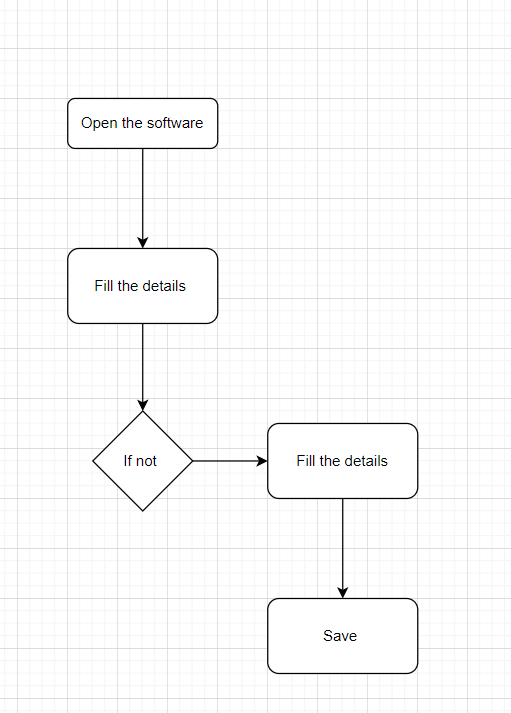 Open the software
Fill the details
If not
Fill the details
Save